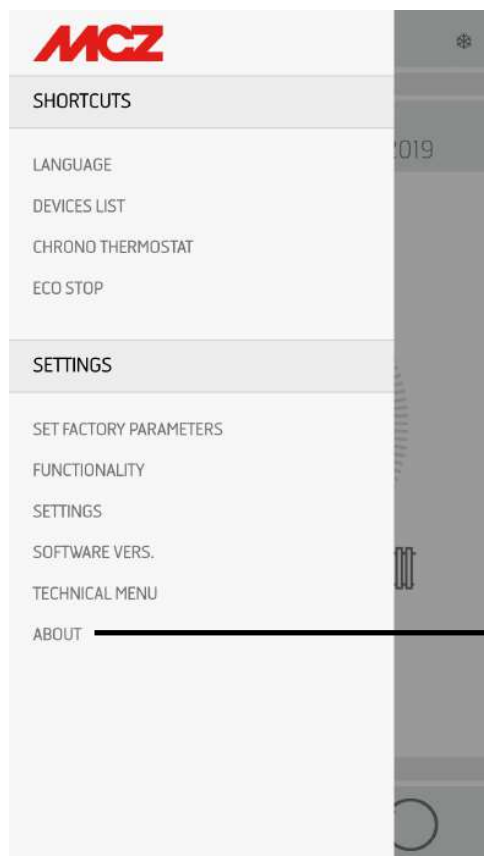 MCZ
SHORTCUTS
2019
LANGUAGE
DEVICES LIST
CHRONO THERMOSTAT
ECO STOP
SETTINGS
SET FACTORY PARAMETERS
FUNCTIONALITY
SETTINGS
SOFTWARE VERS.
TECHNICAL MENU
ABOUT